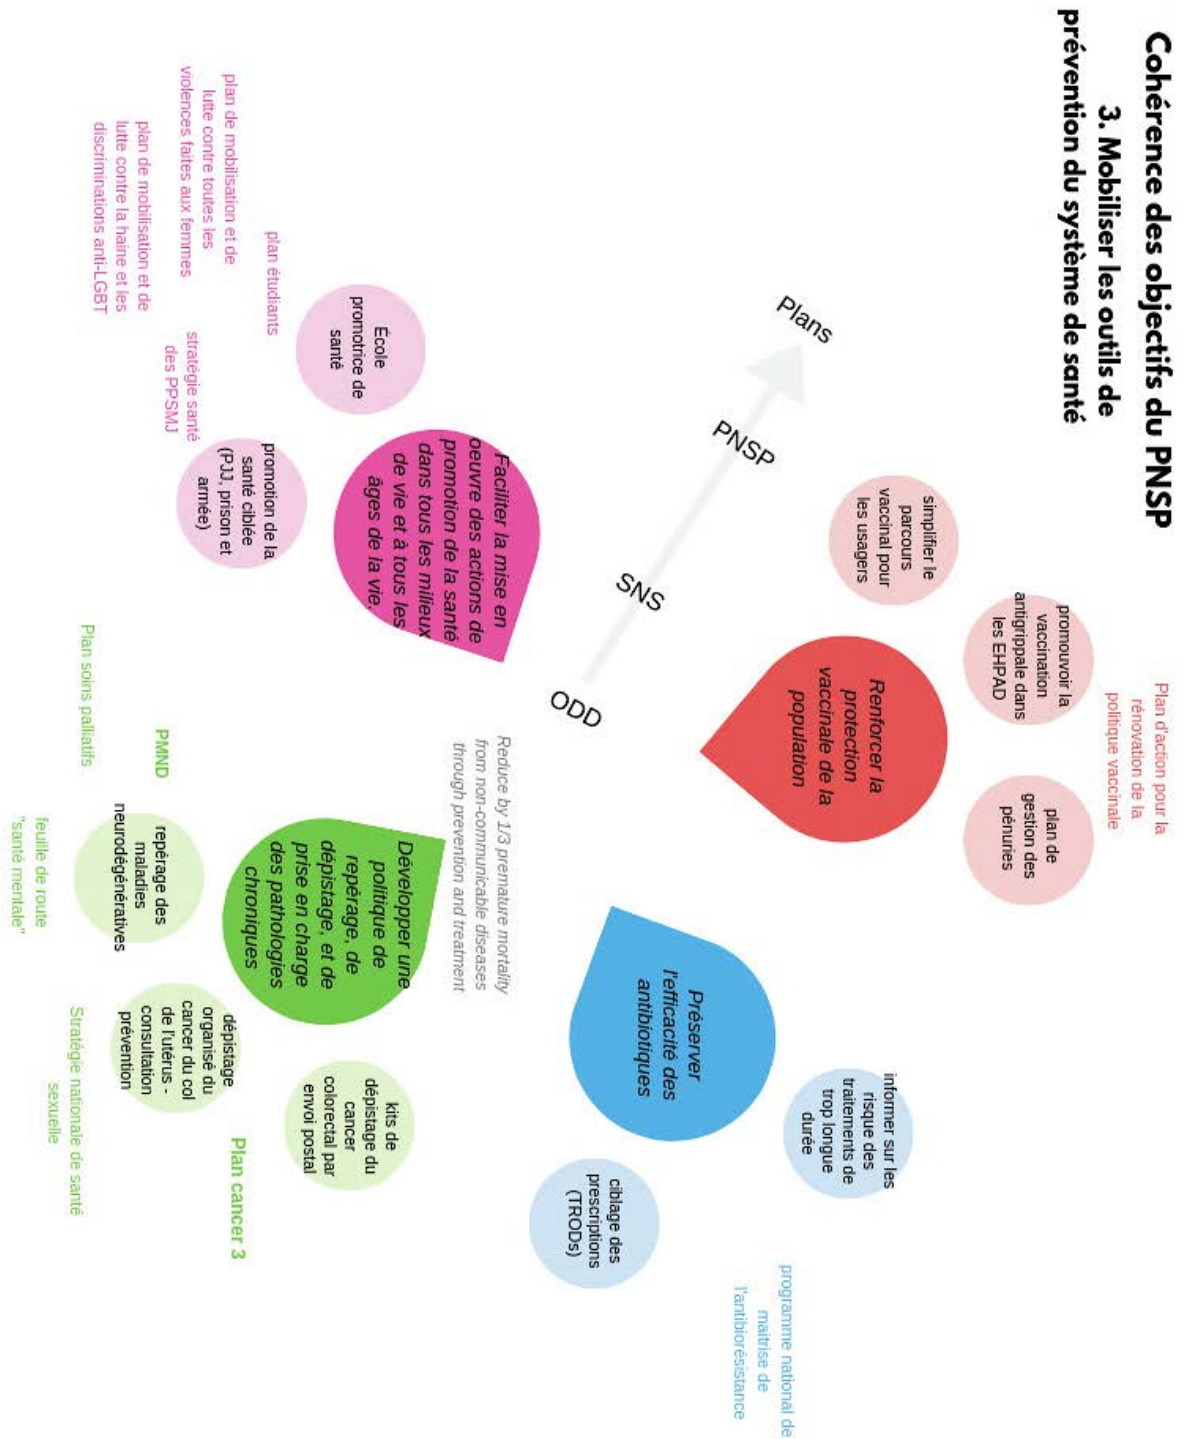 Cohérence des objectifs du PNSP
3. Mobiliser les outils de
prévention du système de santé
Plans
PNSP
SNS
ODD
Plan d'action pour la
rénovation de la
politique vaccinale
simplifier le
parcours
vaccinal pour
les usagers
promouvoir la
vaccination
antigrippale dans
les EHPAD
plan de
gestion des
pénuries
Renforcer la
protection
vaccinale de la
population
Préserver
l'efficacité des
antibiotiques
informer sur les
risque des
traitements de
trop longue
durée
ciblage des
prescriptions
(TRODs)
programme national de
maitrise de
l'antibiorésistance
Reduce by 1/3 premature mortality
from non-communicable diseases
through prevention and treatment
Développer une
politique de
repérage, de
dépistage, et de
prise en charge
des pathologies
chroniques
kits de
dépistage du
cancer
colorectal par
envoi postal
Plan cancer 3
dépistage
organisé du
cancer du col
de l'utérus -
consultation
prévention
Stratégie nationale de santé
sexuelle
repérage des
maladies
neurodégénératives
PMND
feuille de route
"santé mentale"
Plan soins palliatifs
Faciliter la mise en
oeuvre des actions de
promotion de la santé
dans tous les milieux
de vie et à tous les
âges de la vie.
École
promotrice de
santé
promotion de la
santé ciblée
(PJJ, prison et
armée)
plan étudiants
plan de mobilisation et de
lutte contre toutes les
violences faites aux femmes
stratégie santé
des PPSMJ
plan de mobilisation et de
lutte contre la haine et les
discriminations anti-LGBT